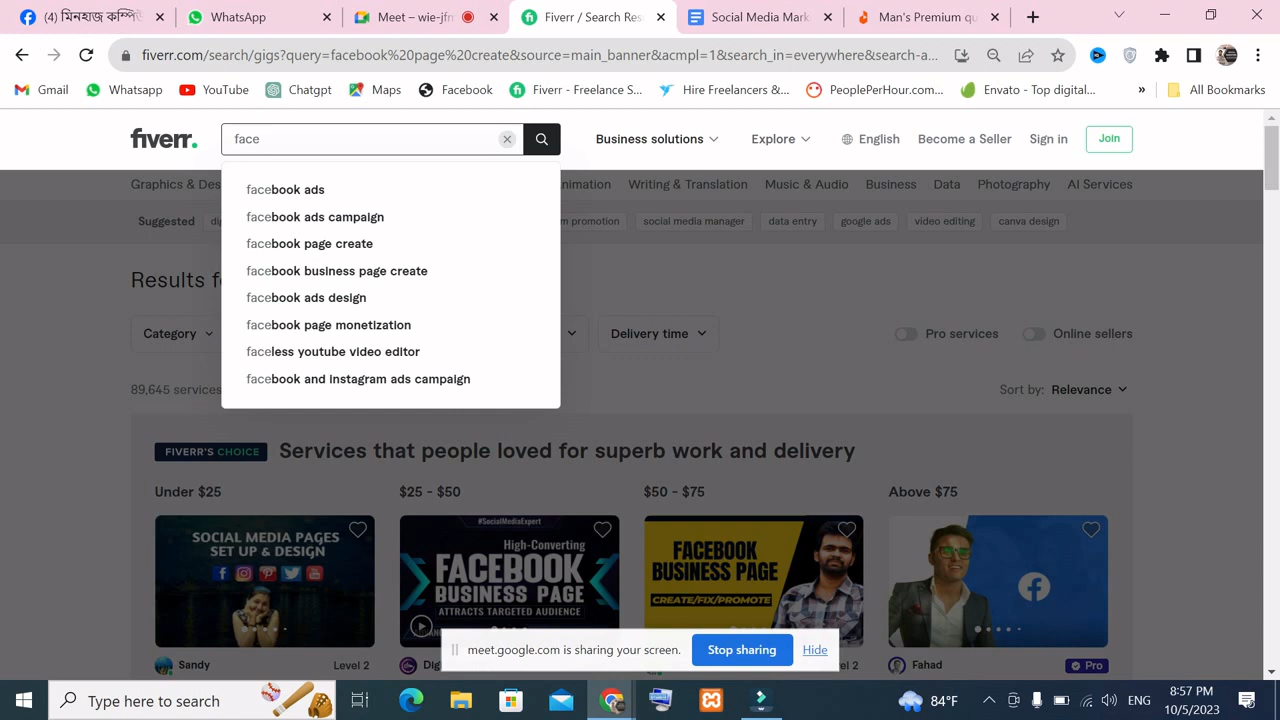 (4) মিনহাজ কম্পিউ
WhatsApp
Meet – wie-jfn
Fiverr / Search Res
Social Media Mark
Man's Premium qu
fiverr.com/search/gigs?query=facebook%20page%20create&source=main_banner&acmpl=1&search_in=everywhere&search-a...
Gmail
Whatsapp
YouTube
Chatgpt
Maps
Facebook
Fiverr - Freelance S...
Hire Freelancers &...
PeoplePerHour.com...
Envato - Top digital...
»
All Bookmarks
fiverr.
face
Business solutions
Explore
English
Become a Seller
Sign in
Join
facebook ads
facebook ads campaign
facebook page create
facebook business page create
facebook ads design
facebook page monetization
faceless youtube video editor
facebook and instagram ads campaign
Graphics & Des
nimation
Writing & Translation
Music & Audio
Business
Data
Photography
AI Services
Suggested
m promotion
social media manager
data entry
google ads
video editing
canva design
Results f
Category
Delivery time
Pro services
Online sellers
89,645 services
Sort by: Relevance
FIVERR'S CHOICE
Services that people loved for superb work and delivery
Under $25
$25 - $50
$50 - $75
Above $75
SOCIAL MEDIA PAGES
SET UP & DESIGN
#SocialMediaExpert
High-Converting
FACEBOOK
BUSINESS PAGE
ATTRACTS TARGETED AUDIENCE
FACEBOOK
BUSINESS PAGE
CREATE/FIX/PROMOTE
meet.google.com is sharing your screen.
Stop sharing
Hide
Sandy
Level 2
Dig
vel 2
Fahad
Pro
Type here to search
84°F
ENG
8:57 PM
10/5/2023